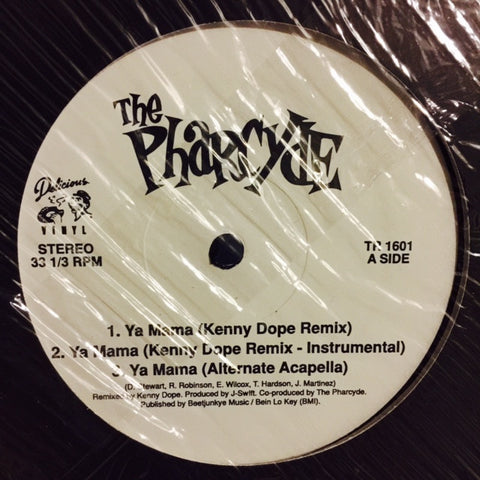 The
Pharcyde
Delicious
VINYL
STEREO
33 1/3 RPM
TR 1601
A SIDE
1. Ya Mama (Kenny Dope Remix)
2. Ya Mama (Kenny Dope Remix - Instrumental)
3. Ya Mama (Alternate Acapella)
(D. Stewart, R. Robinson, E. Wilcox, T. Hardson, J. Martinez)
Remixed by Kenny Dope. Produced by J-Swift. Co-produced by The Pharcyde.
Published by Beetjunkye Music / Bein Lo Key (BMI).